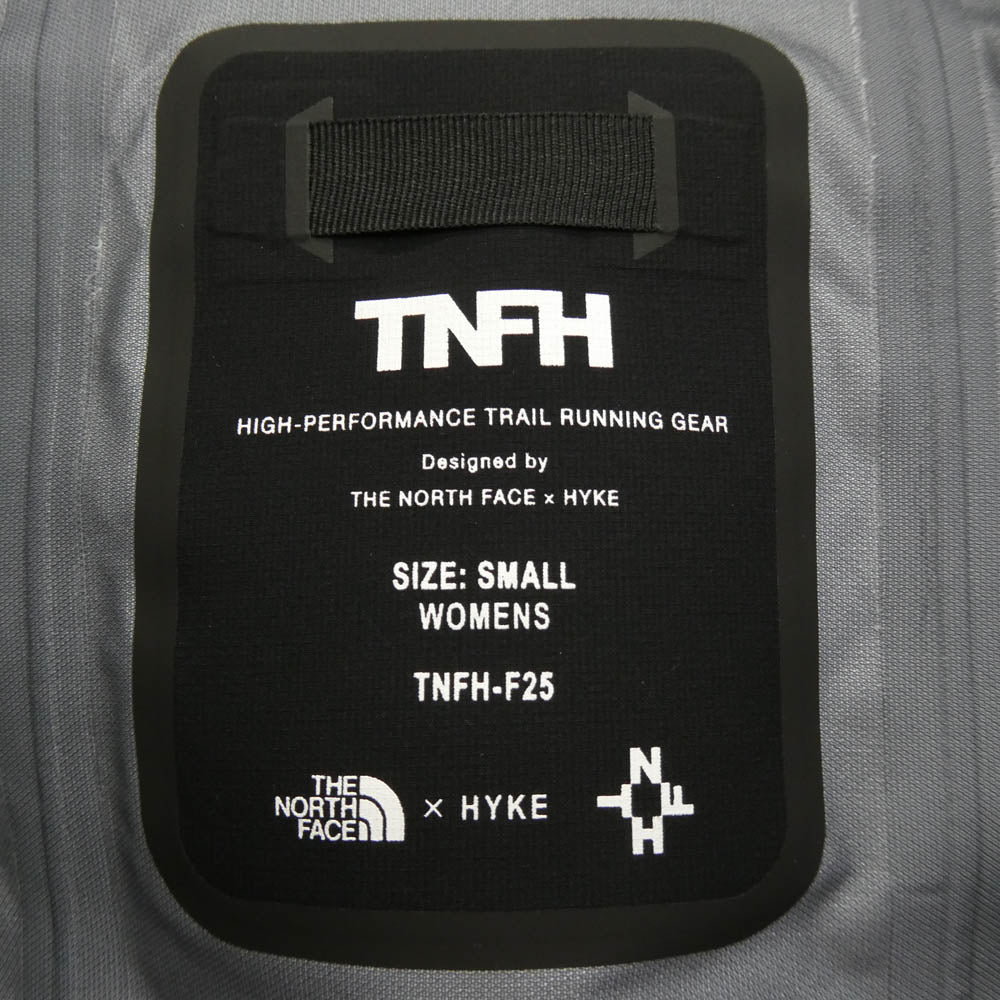 TNFH
HIGH-PERFORMANCE TRAIL RUNNING GEAR
Designed by
THE NORTH FACE × HYKE
SIZE: SMALL
WOMENS
TNFH-F25
THE
NORTH
FACE
× HYKE
N
T F
H